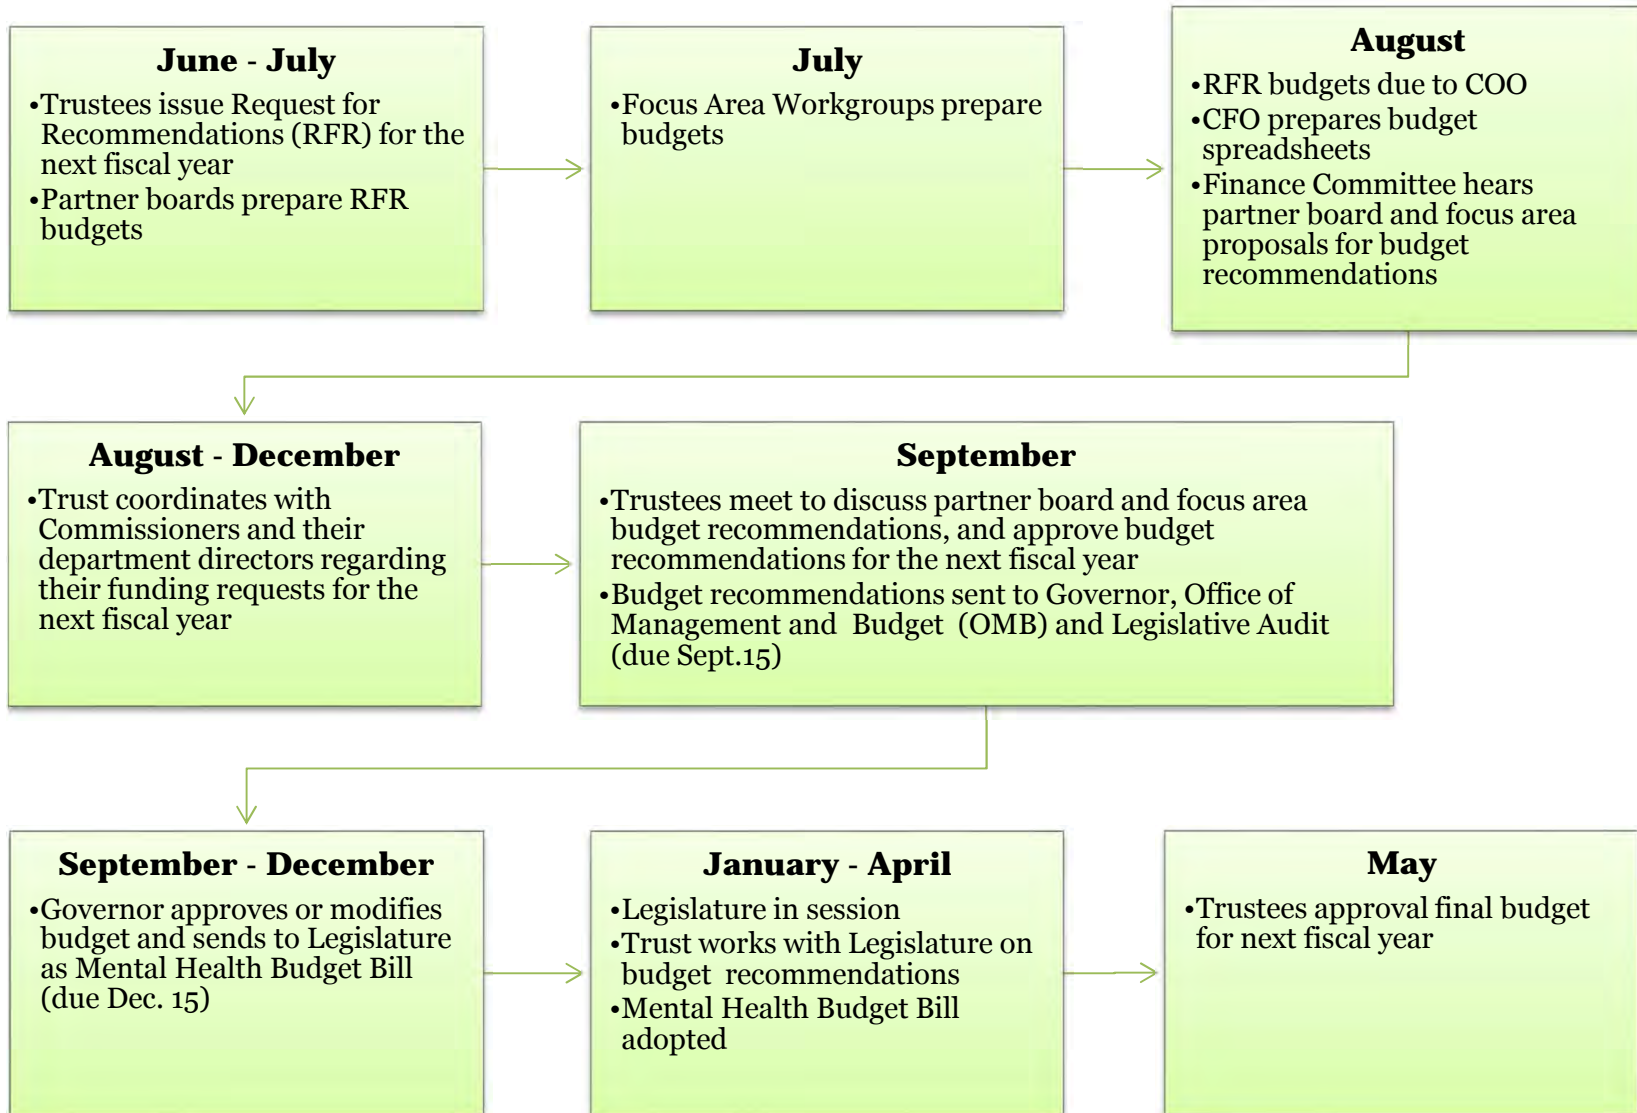 June - July
•Trustees issue Request for
Recommendations (RFR) for the
next fiscal year
•Partner boards prepare RFR
budgets
July
•Focus Area Workgroups prepare
budgets
August
•RFR budgets due to COO
•CFO prepares budget
spreadsheets
•Finance Committee hears
partner board and focus area
proposals for budget
recommendations
August - December
•Trust coordinates with
Commissioners and their
department directors regarding
their funding requests for the
next fiscal year
September
•Trustees meet to discuss partner board and focus area
budget recommendations, and approve budget
recommendations for the next fiscal year
•Budget recommendations sent to Governor, Office of
Management and Budget (OMB) and Legislative Audit
(due Sept.15)
September - December
•Governor approves or modifies
budget and sends to Legislature
as Mental Health Budget Bill
(due Dec. 15)
January - April
•Legislature in session
•Trust works with Legislature on
budget recommendations
•Mental Health Budget Bill
adopted
May
•Trustees approval final budget
for next fiscal year